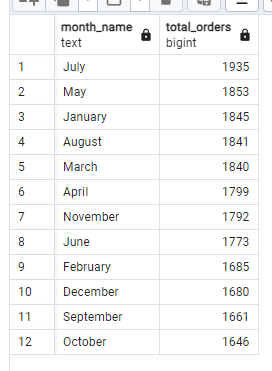 month_name total_orders
text bigint
1 July 1935
2 May 1853
3 January 1845
4 August 1841
5 March 1840
6 April 1799
7 November 1792
8 June 1773
9 February 1685
10 December 1680
11 September 1661
12 October 1646